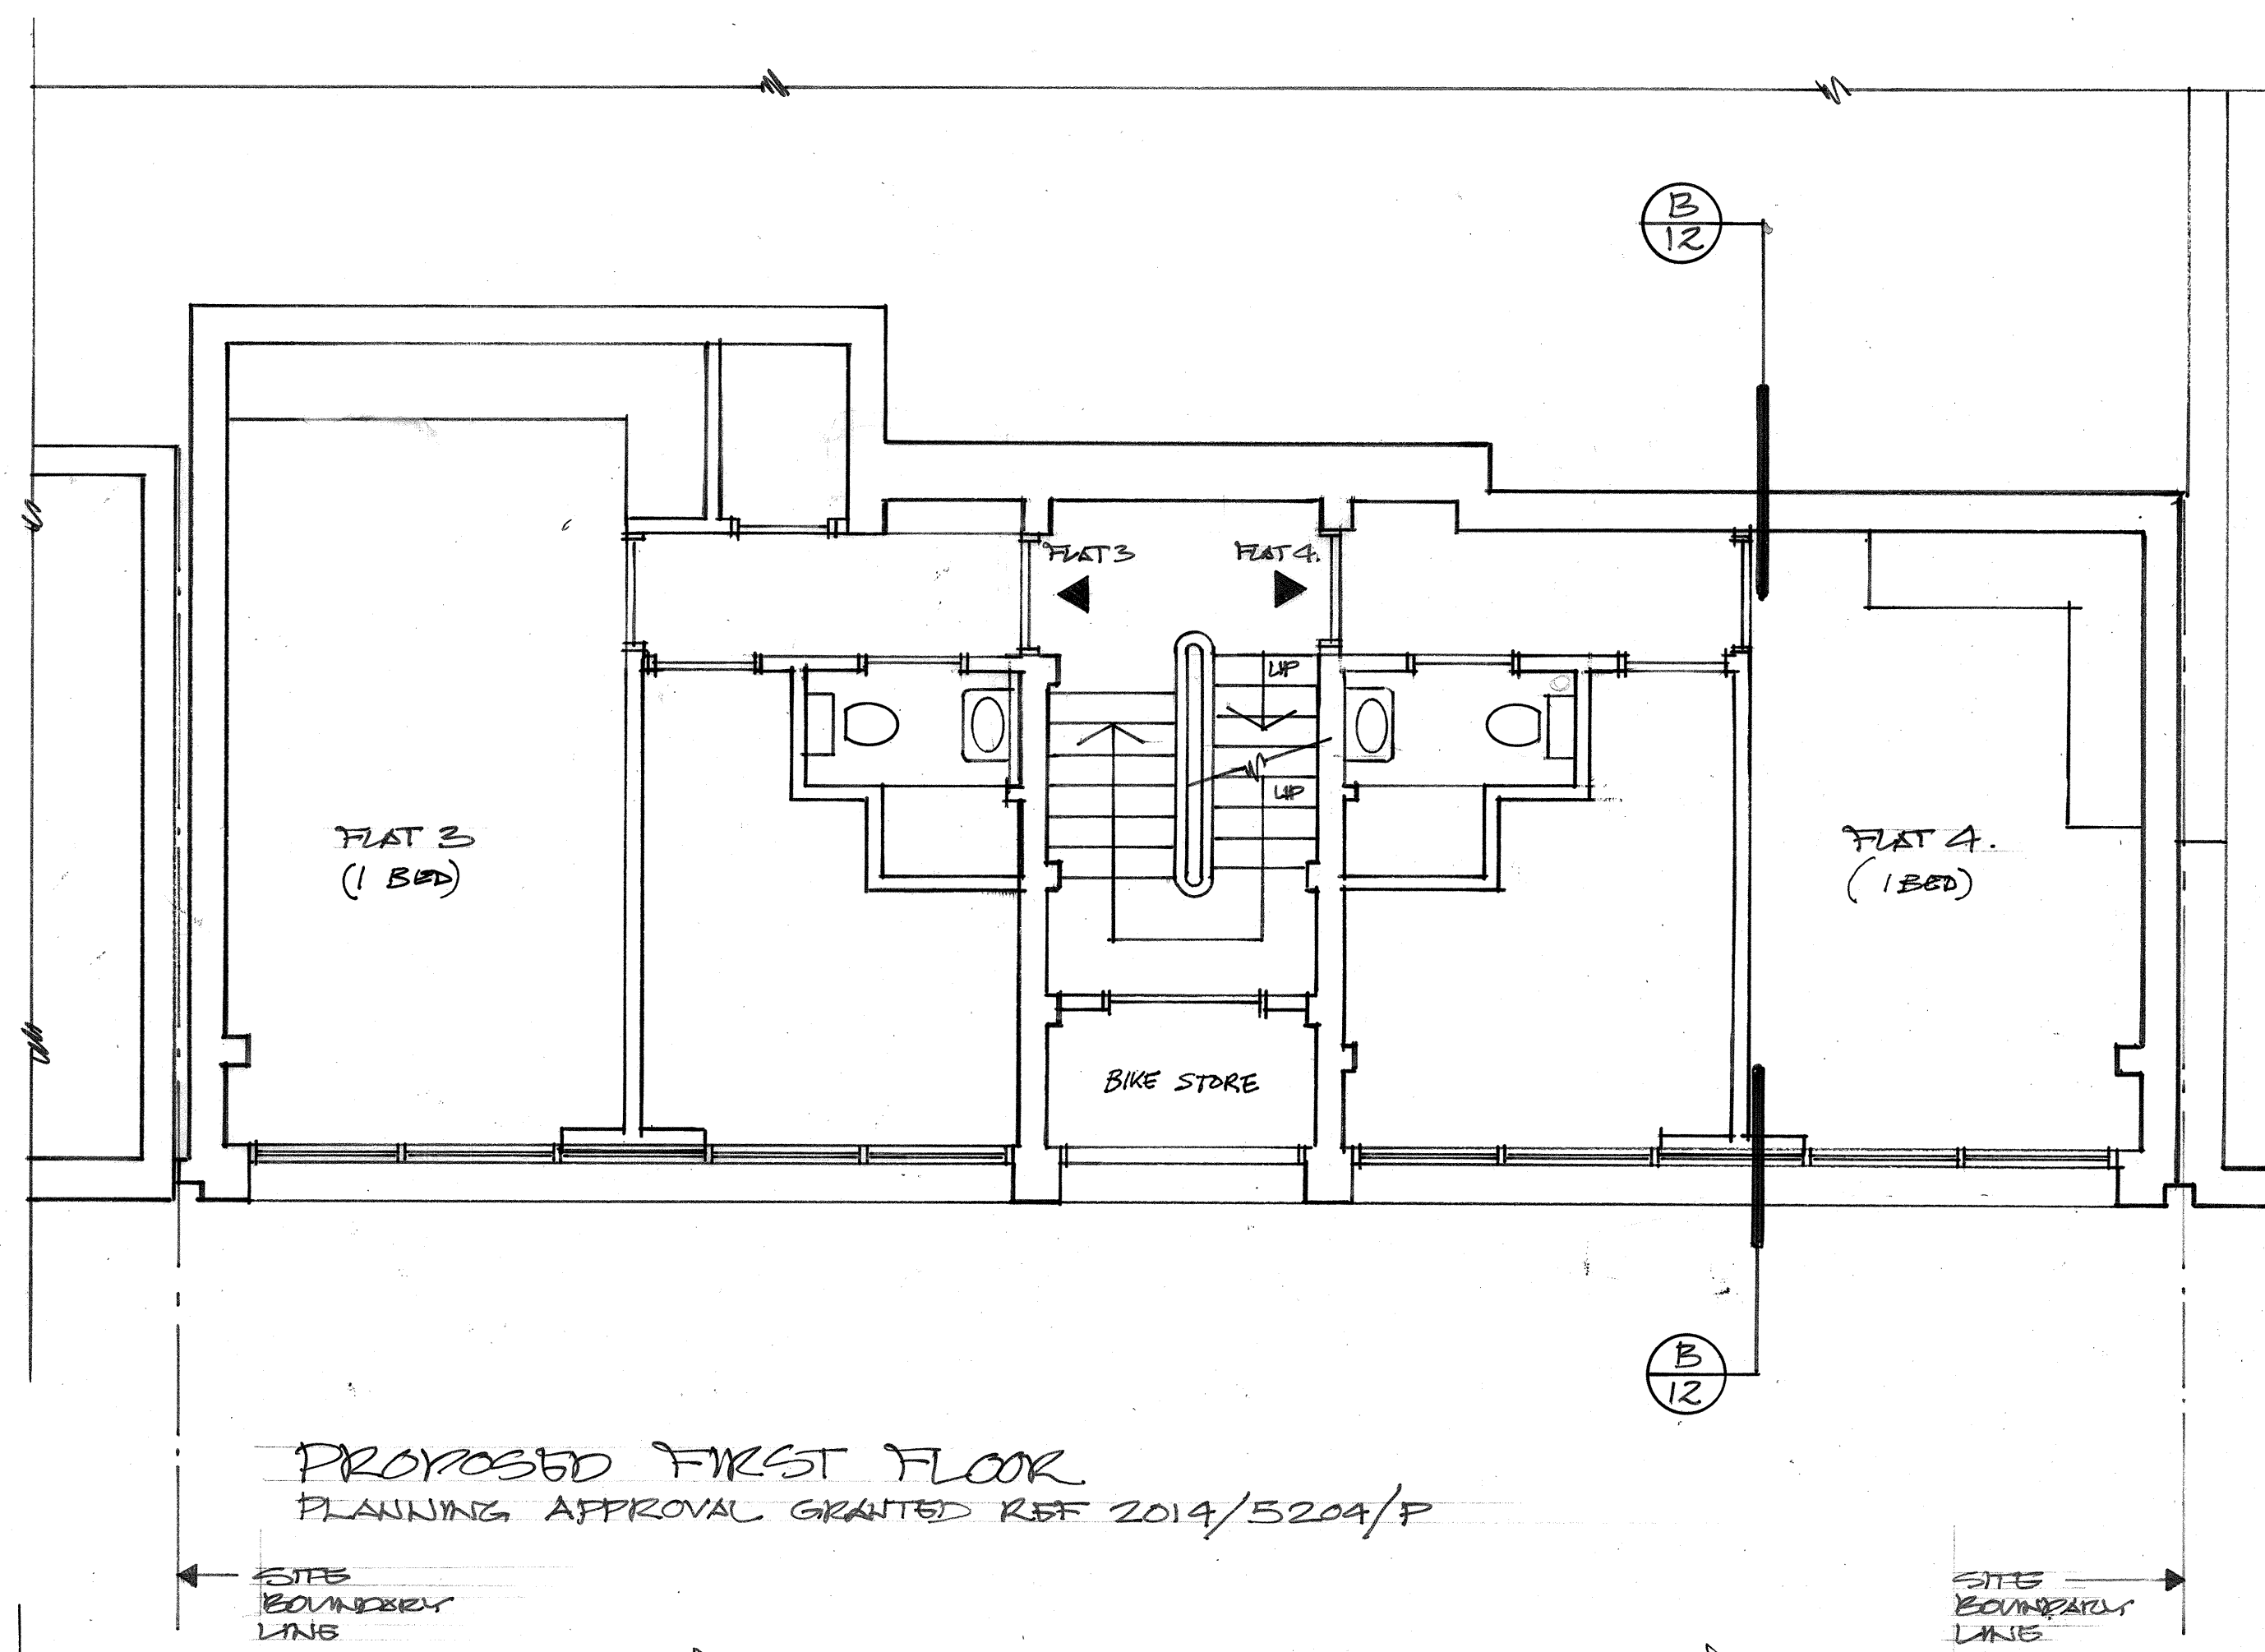 B
12
FLAT 3
FLAT 4.
UP
UP
FLAT 3
(1 BED)
FLAT 4.
(1 BED)
BIKE STORE
B
12
PROPOSED FIRST FLOOR
PLANNING APPROVAL GRANTED REF 2014/5204/P
SITE
BOUNDARY
LINE
SITE
BOUNDARY
LINE